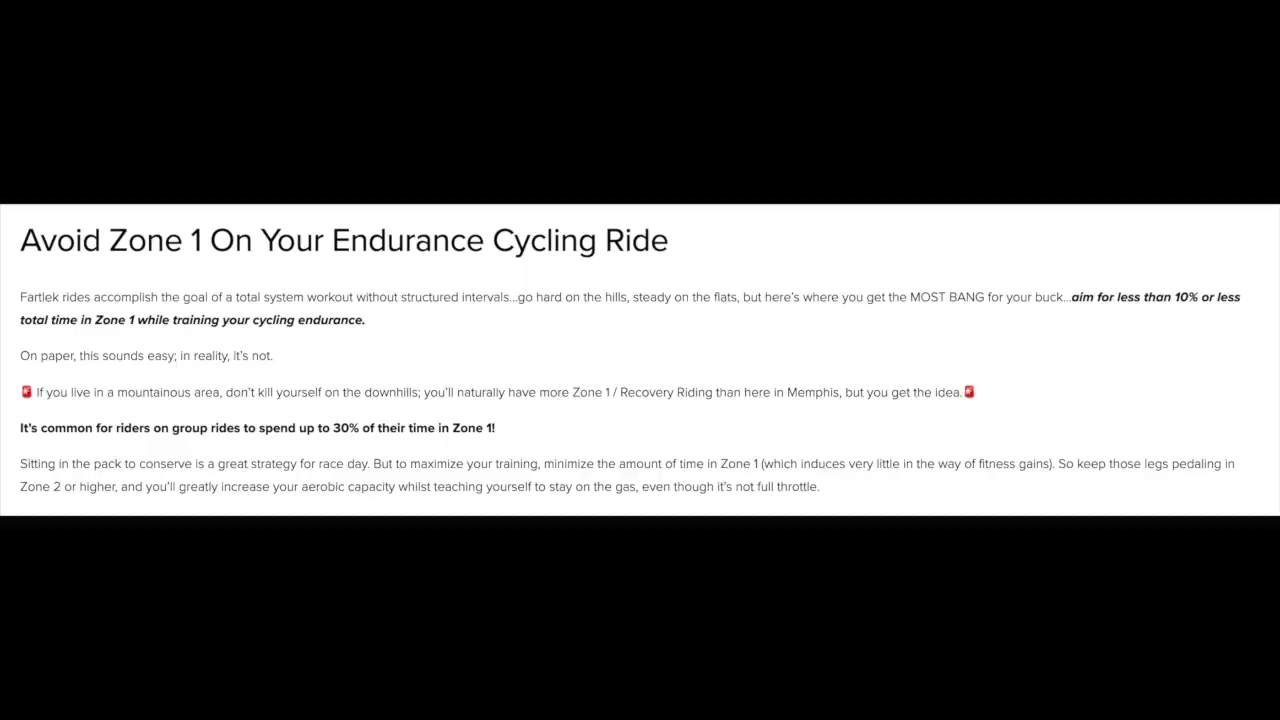 Avoid Zone 1 On Your Endurance Cycling Ride
Fartlek rides accomplish the goal of a total system workout without structured intervals...go hard on the hills, steady on the flats, but here's where you get the MOST BANG for your buck...aim for less than 10% or less
total time in Zone 1 while training your cycling endurance.
On paper, this sounds easy; in reality, it's not.
🚨 If you live in a mountainous area, don't kill yourself on the downhills; you'll naturally have more Zone 1 / Recovery Riding than here in Memphis, but you get the idea.🚨
It's common for riders on group rides to spend up to 30% of their time in Zone 1!
Sitting in the pack to conserve is a great strategy for race day. But to maximize your training, minimize the amount of time in Zone 1 (which induces very little in the way of fitness gains). So keep those legs pedaling in
Zone 2 or higher, and you'll greatly increase your aerobic capacity whilst teaching yourself to stay on the gas, even though it's not full throttle.